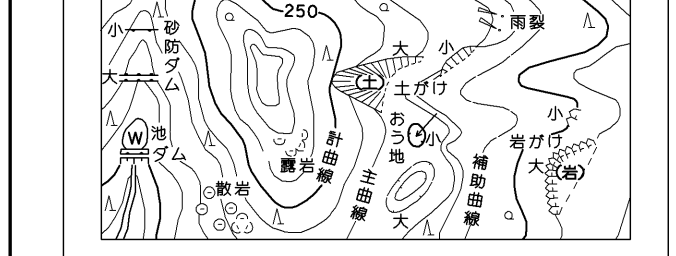 250
雨裂
小
砂防ダム
大
大
小
(土)
土がけ
小
おう地
小
岩がけ
大
(岩)
W
池
ダム
計曲線
露岩
主曲線
補助曲線
散岩
大